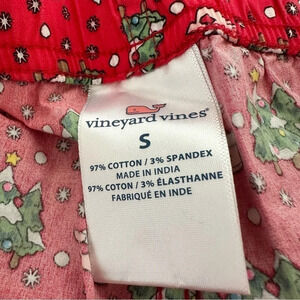 vineyard vines®
S
97% COTTON / 3% SPANDEX
MADE IN INDIA
97% COTON / 3% ÉLASTHANNE
FABRIQUÉ EN INDE